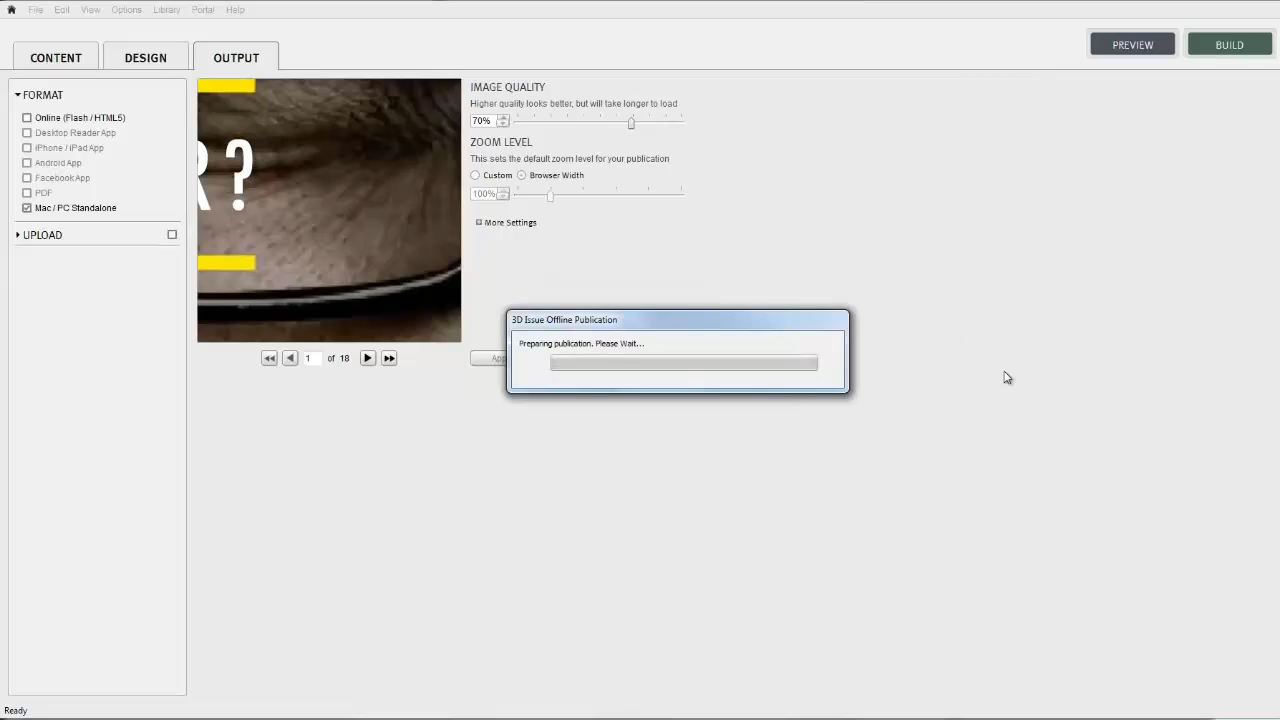 File Edit View Options Library Portal Help
CONTENT DESIGN OUTPUT PREVIEW BUILD
FORMAT
Online (Flash / HTML5)
Desktop Reader App
iPhone / iPad App
Android App
Facebook App
PDF
Mac / PC Standalone
UPLOAD
R?
1 of 18
IMAGE QUALITY
Higher quality looks better, but will take longer to load
70%
ZOOM LEVEL
This sets the default zoom level for your publication
Custom Browser Width
100%
More Settings
App
3D Issue Offline Publication
Preparing publication. Please Wait...
Ready